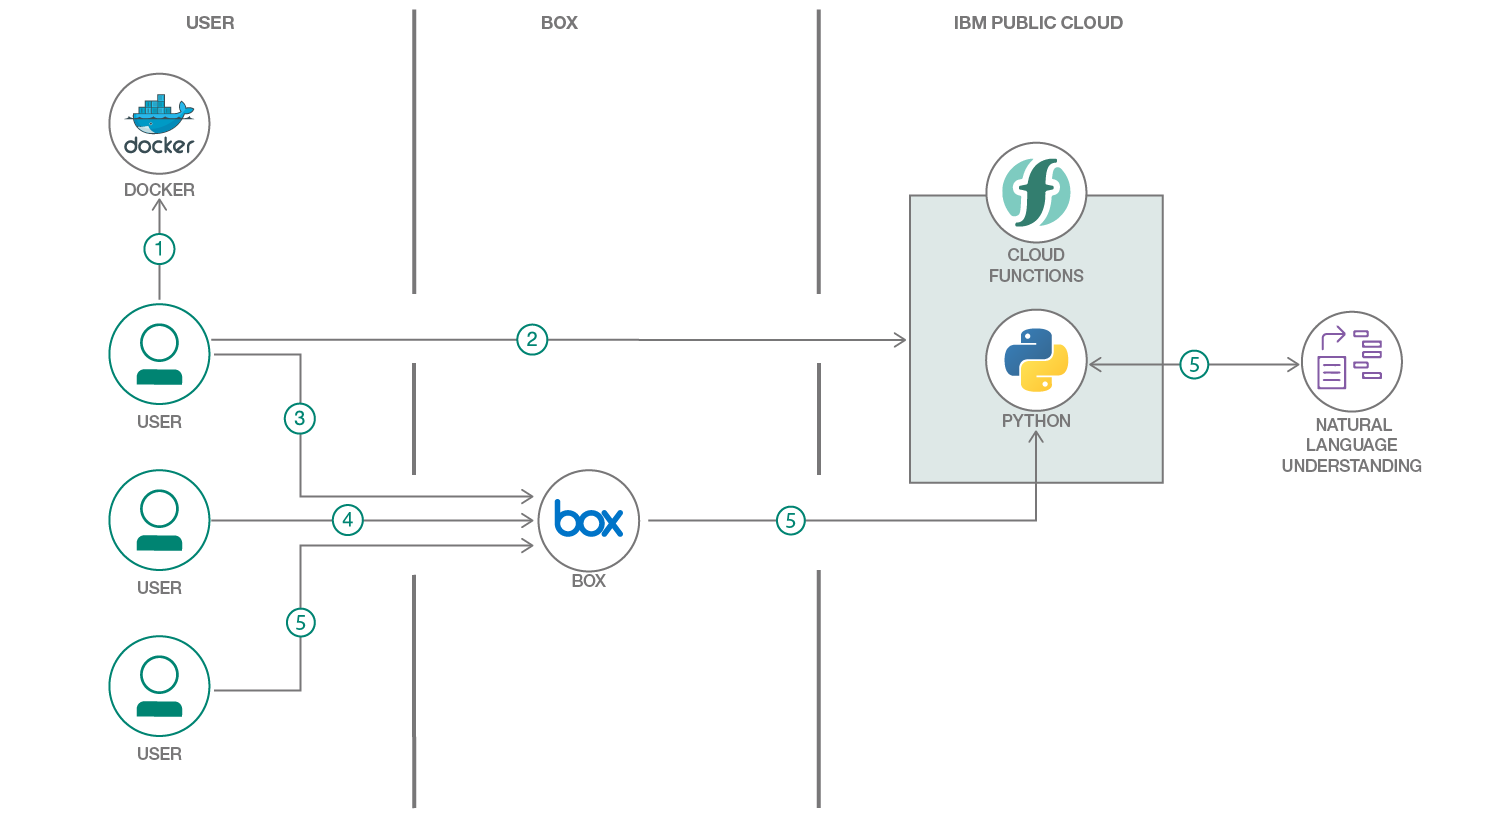 USER
BOX
IBM PUBLIC CLOUD
docker
DOCKER
1
CLOUD
FUNCTIONS
2
USER
3
PYTHON
5
NATURAL
LANGUAGE
UNDERSTANDING
4
box
5
BOX
USER
5
USER